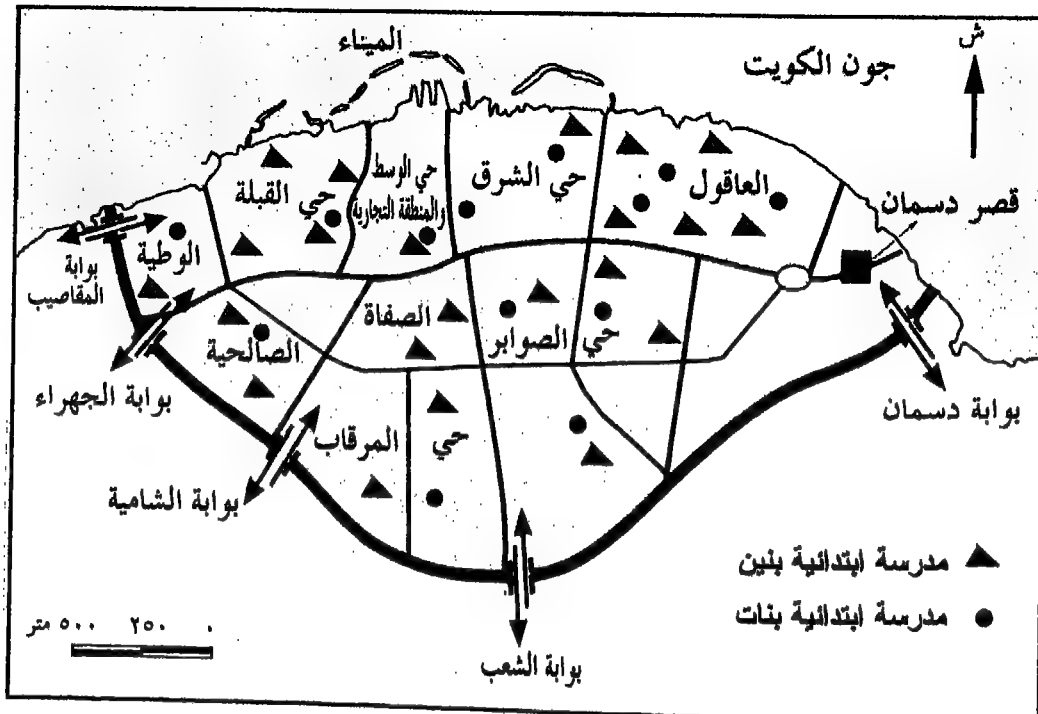 الميناء
ش
جون الكويت
حي القبلة
حي الوسط
والمنطقة التجارية
حي الشرق
العاقول
قصر دسمان
الوطية
بوابة
المقاصيب
الصالحية
الصفاة
حي الصوابر
بوابة الجهراء
حي المرقاب
بوابة دسمان
بوابة الشامية
بوابة الشعب
مدرسة ابتدائية بنين
مدرسة ابتدائية بنات
٠ ٢٥٠ ٥٠٠ متر